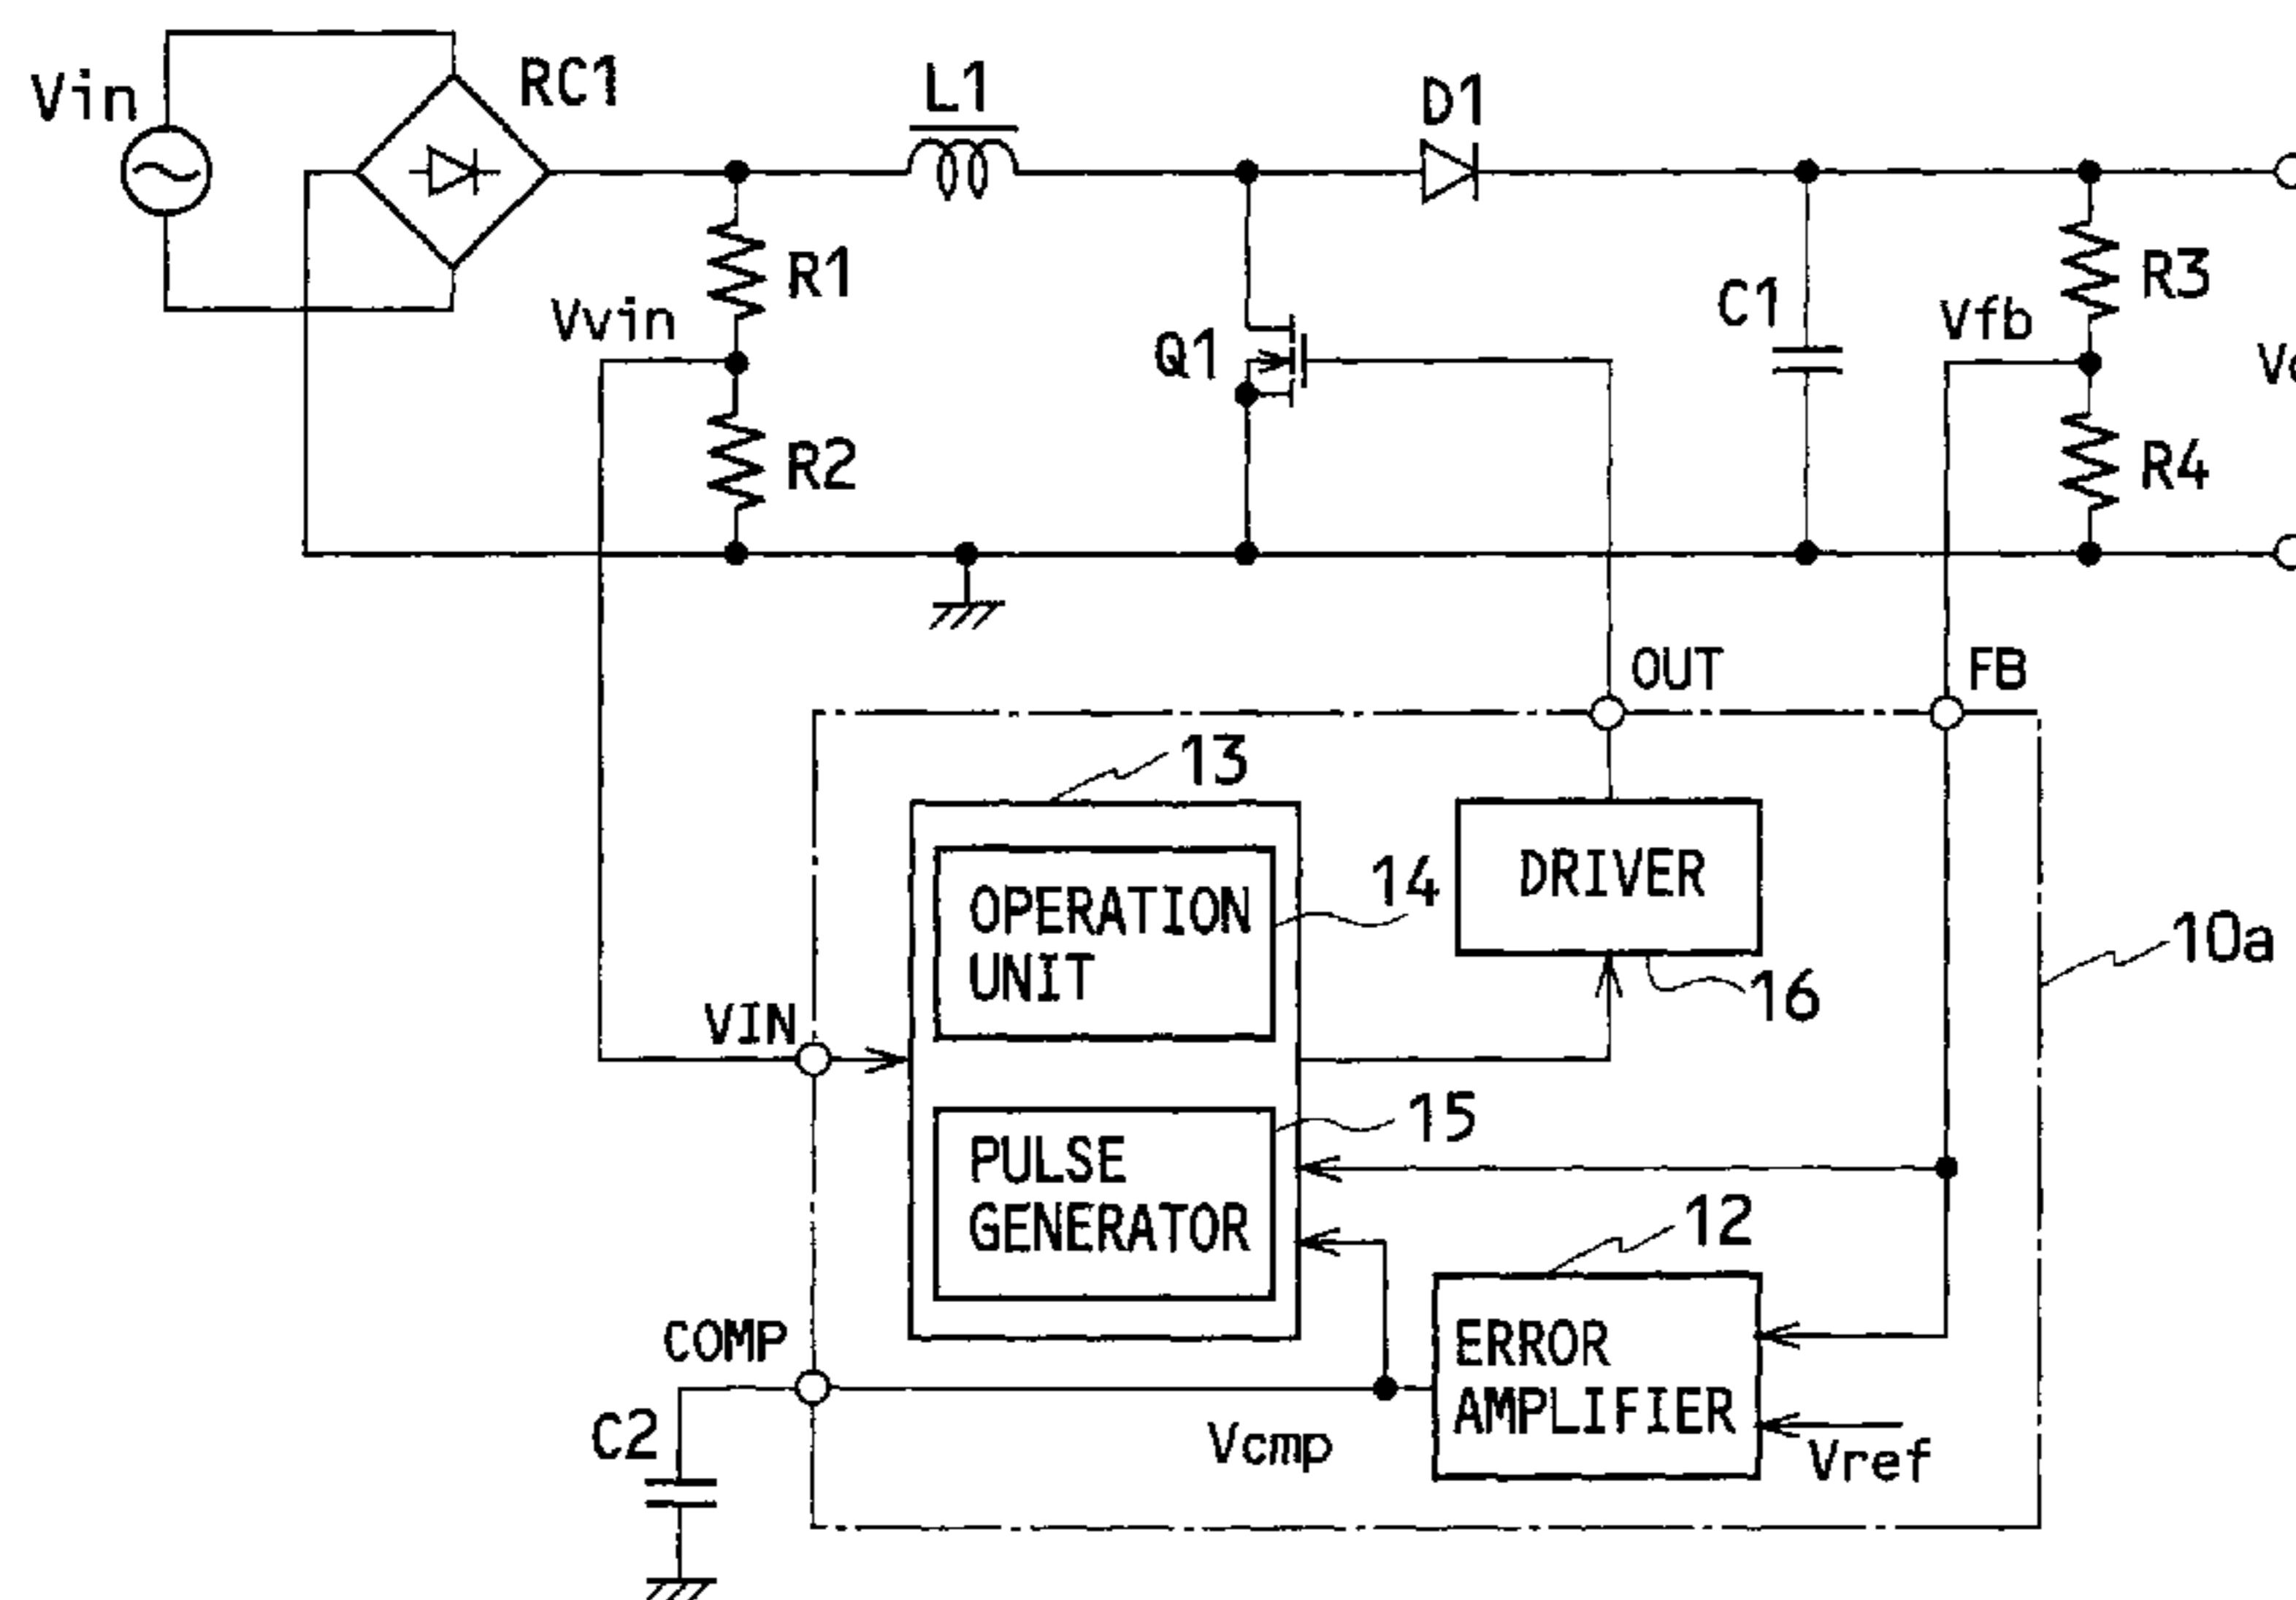 Vin
RC1
L1
D1
R1
R3
Vvin
Q1
C1
Vfb
R2
R4
OUT
FB
13
OPERATION
UNIT
14
DRIVER
10a
16
VIN
15
PULSE
GENERATOR
12
COMP
ERROR
AMPLIFIER
C2
Vcmp
Vref